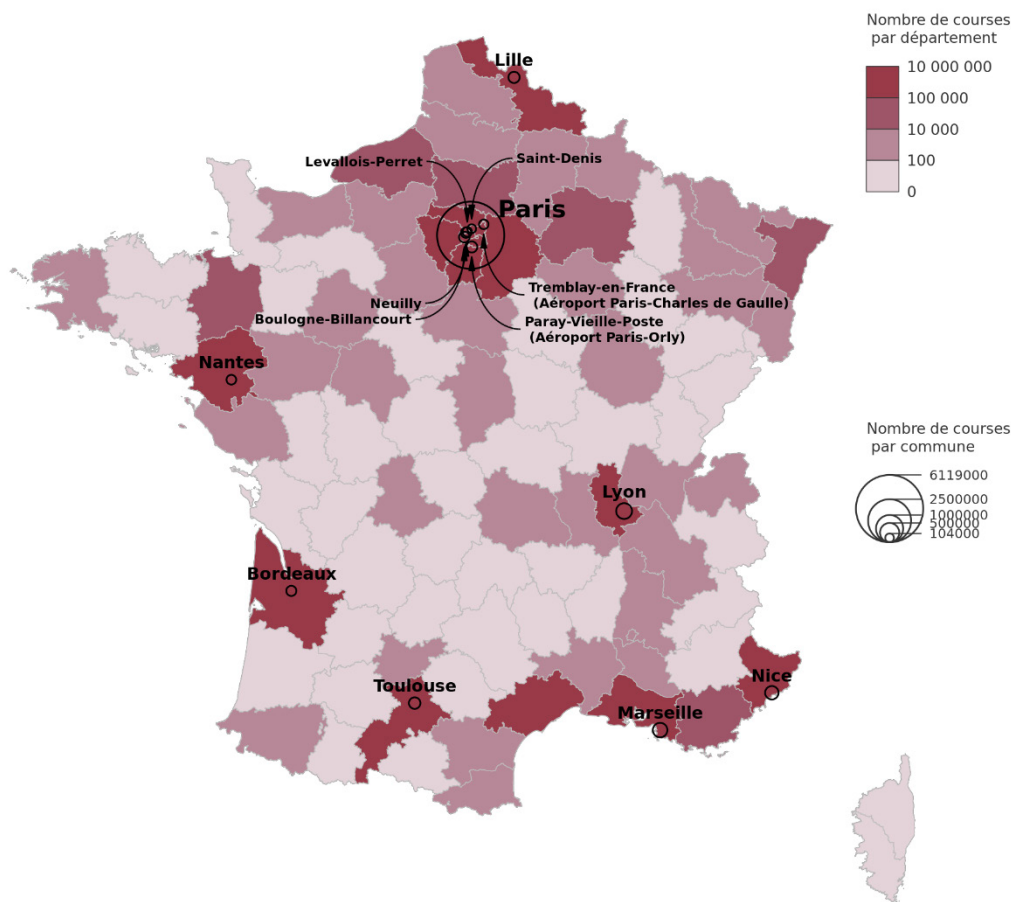 Nombre de courses
par département
10 000 000
100 000
10 000
100
0
Lille
Levallois-Perret
Saint-Denis
Paris
Neuilly
Boulogne-Billancourt
Tremblay-en-France
(Aéroport Paris-Charles de Gaulle)
Paray-Vieille-Poste
(Aéroport Paris-Orly)
Nantes
Lyon
Bordeaux
Toulouse
Nice
Marseille
Nombre de courses
par commune
6119000
2500000
1000000
500000
104000